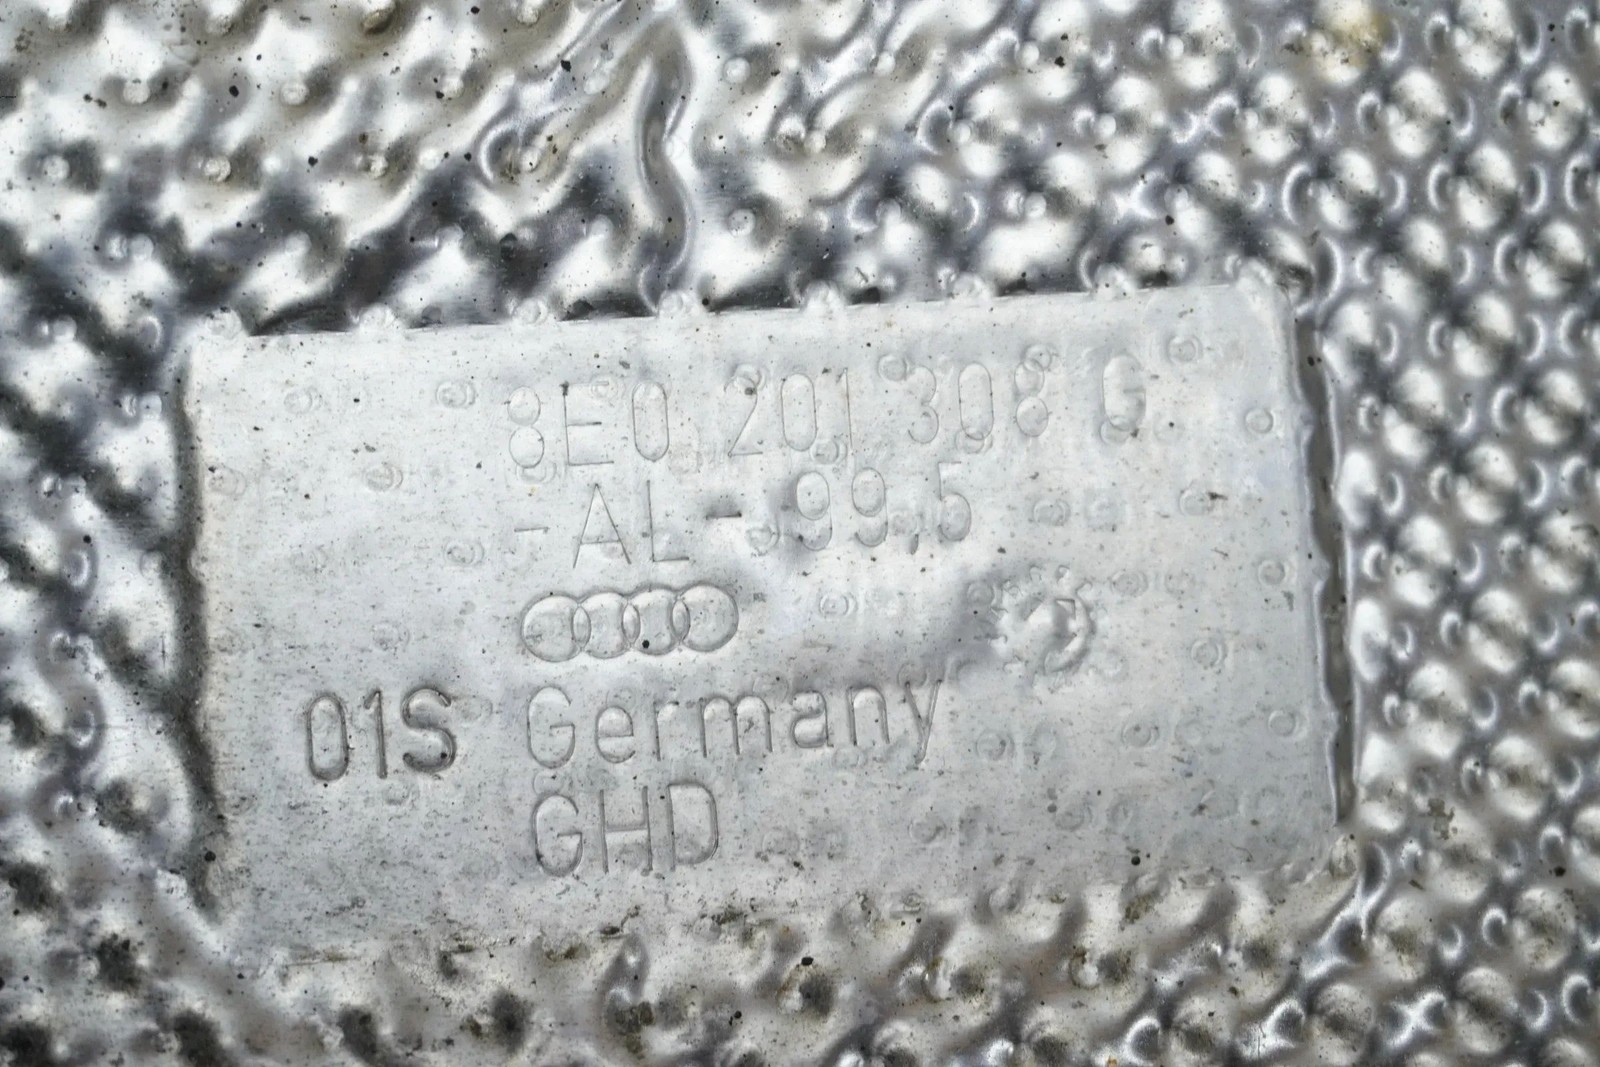 8E0 201 308 G
-AL- 99,5
01S Germany
GHD